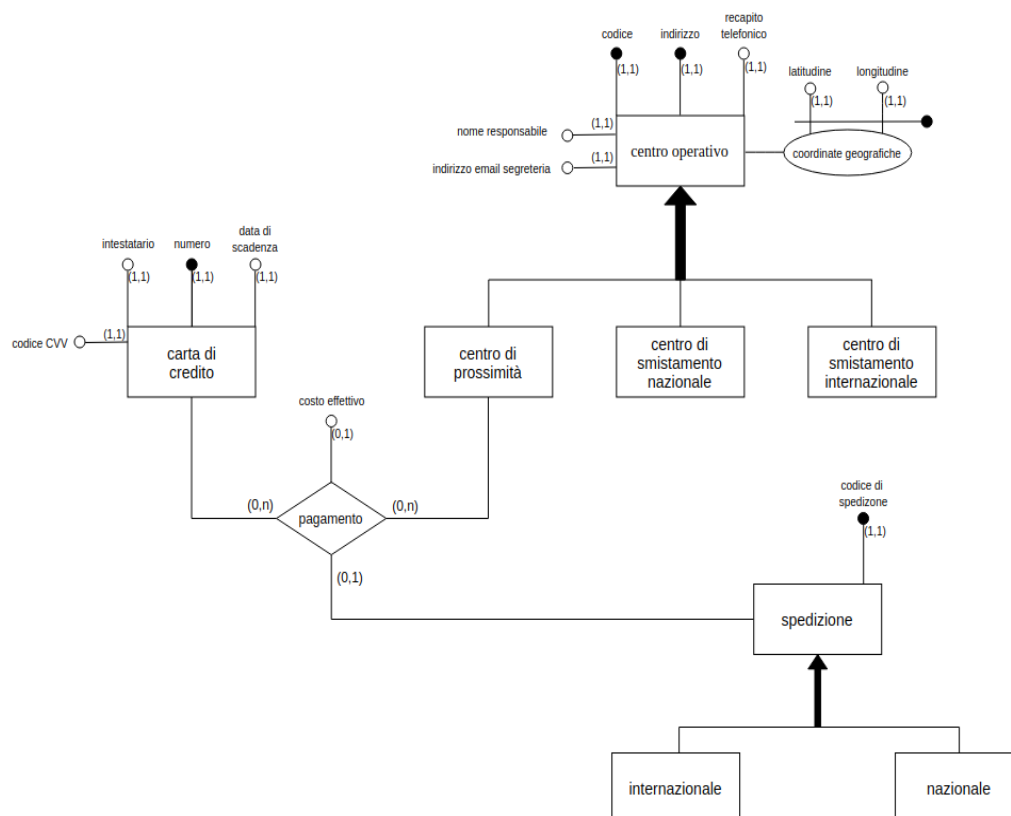 recapito
codice
indirizzo
telefonico
latitudine
longitudine
(1,1)
(1,1)
(1,1)
(1,1)
(1,1)
nome responsabile
(1,1)
centro operativo
coordinate geografiche
indirizzo email segreteria
(1,1)
data di
intestatario
numero
scadenza
(1,1)
(1,1)
(1,1)
codice CVV
(1,1)
carta di
credito
centro di
prossimità
centro di
smistamento
nazionale
centro di
smistamento
internazionale
costo effettivo
(0,1)
(0,n)
(0,n)
pagamento
(0,1)
codice di
spedizone
(1,1)
spedizione
internazionale
nazionale